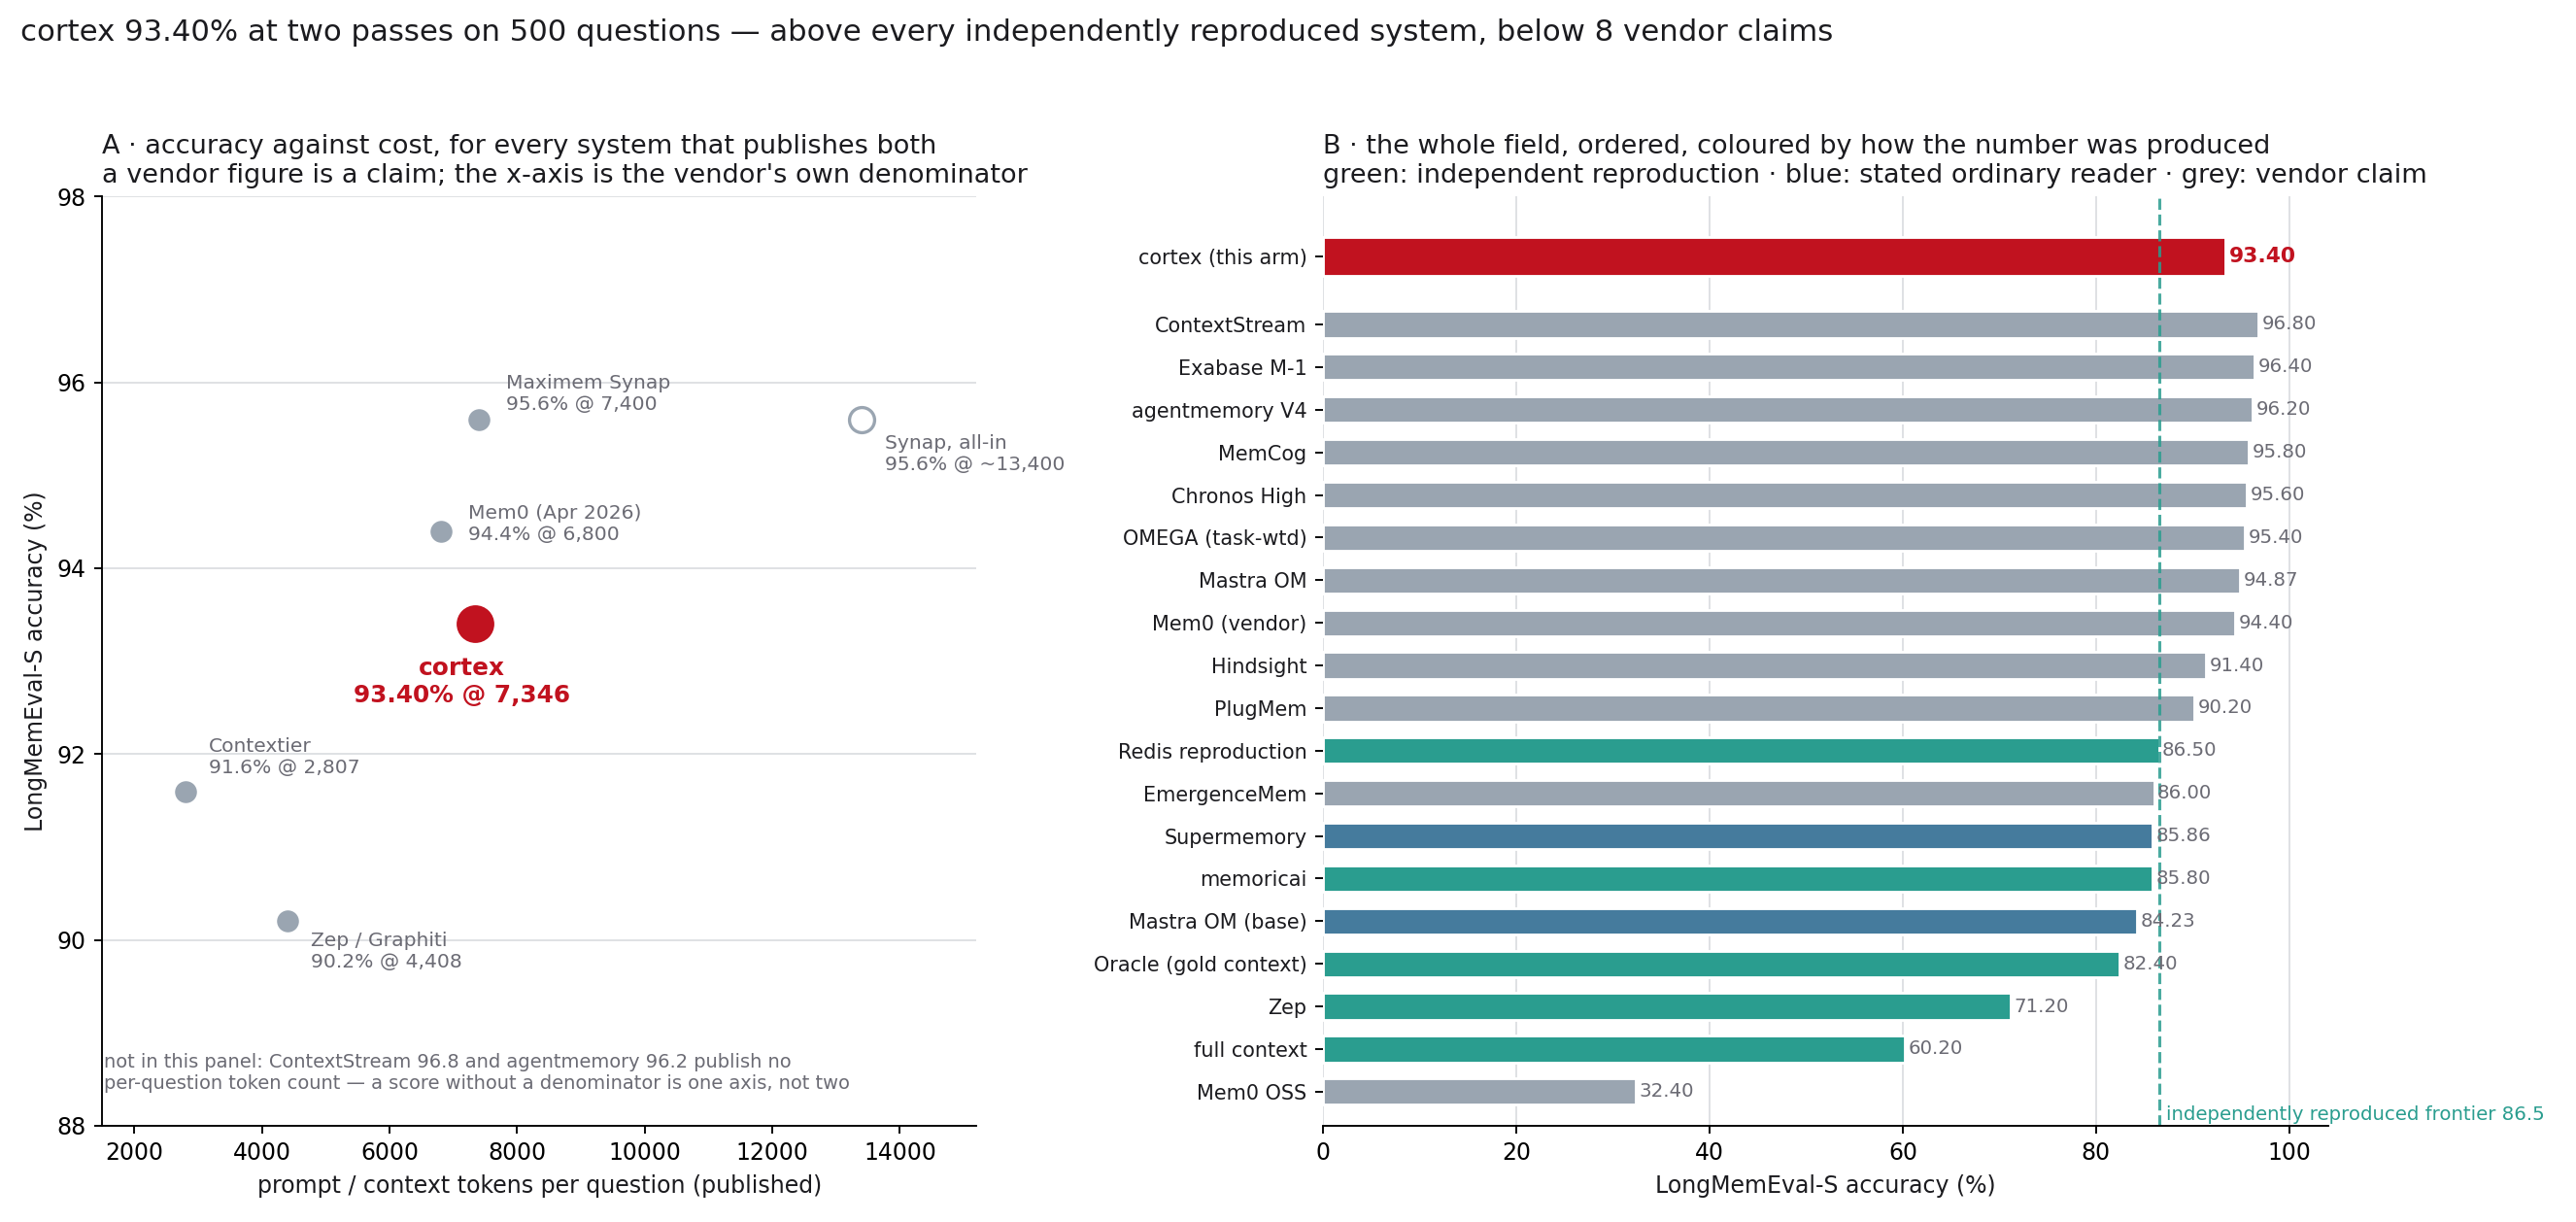 cortex 93.40% at two passes on 500 questions — above every independently reproduced system, below 8 vendor claims
A · accuracy against cost, for every system that publishes both
a vendor figure is a claim; the x-axis is the vendor's own denominator
98
96
94
92
90
88
LongMemEval-S accuracy (%)
Maximem Synap
95.6% @ 7,400
Synap, all-in
95.6% @ ~13,400
Mem0 (Apr 2026)
94.4% @ 6,800
cortex
93.40% @ 7,346
Contextier
91.6% @ 2,807
Zep / Graphiti
90.2% @ 4,408
not in this panel: ContextStream 96.8 and agentmemory 96.2 publish no
per-question token count — a score without a denominator is one axis, not two
2000 4000 6000 8000 10000 12000 14000
prompt / context tokens per question (published)
B · the whole field, ordered, coloured by how the number was produced
green: independent reproduction · blue: stated ordinary reader · grey: vendor claim
cortex (this arm) 93.40
ContextStream 96.80
Exabase M-1 96.40
agentmemory V4 96.20
MemCog 95.80
Chronos High 95.60
OMEGA (task-wtd) 95.40
Mastra OM 94.87
Mem0 (vendor) 94.40
Hindsight 91.40
PlugMem 90.20
Redis reproduction 86.50
EmergenceMem 86.00
Supermemory 85.86
memoricai 85.80
Mastra OM (base) 84.23
Oracle (gold context) 82.40
Zep 71.20
full context 60.20
Mem0 OSS 32.40
independently reproduced frontier 86.5
0 20 40 60 80 100
LongMemEval-S accuracy (%)